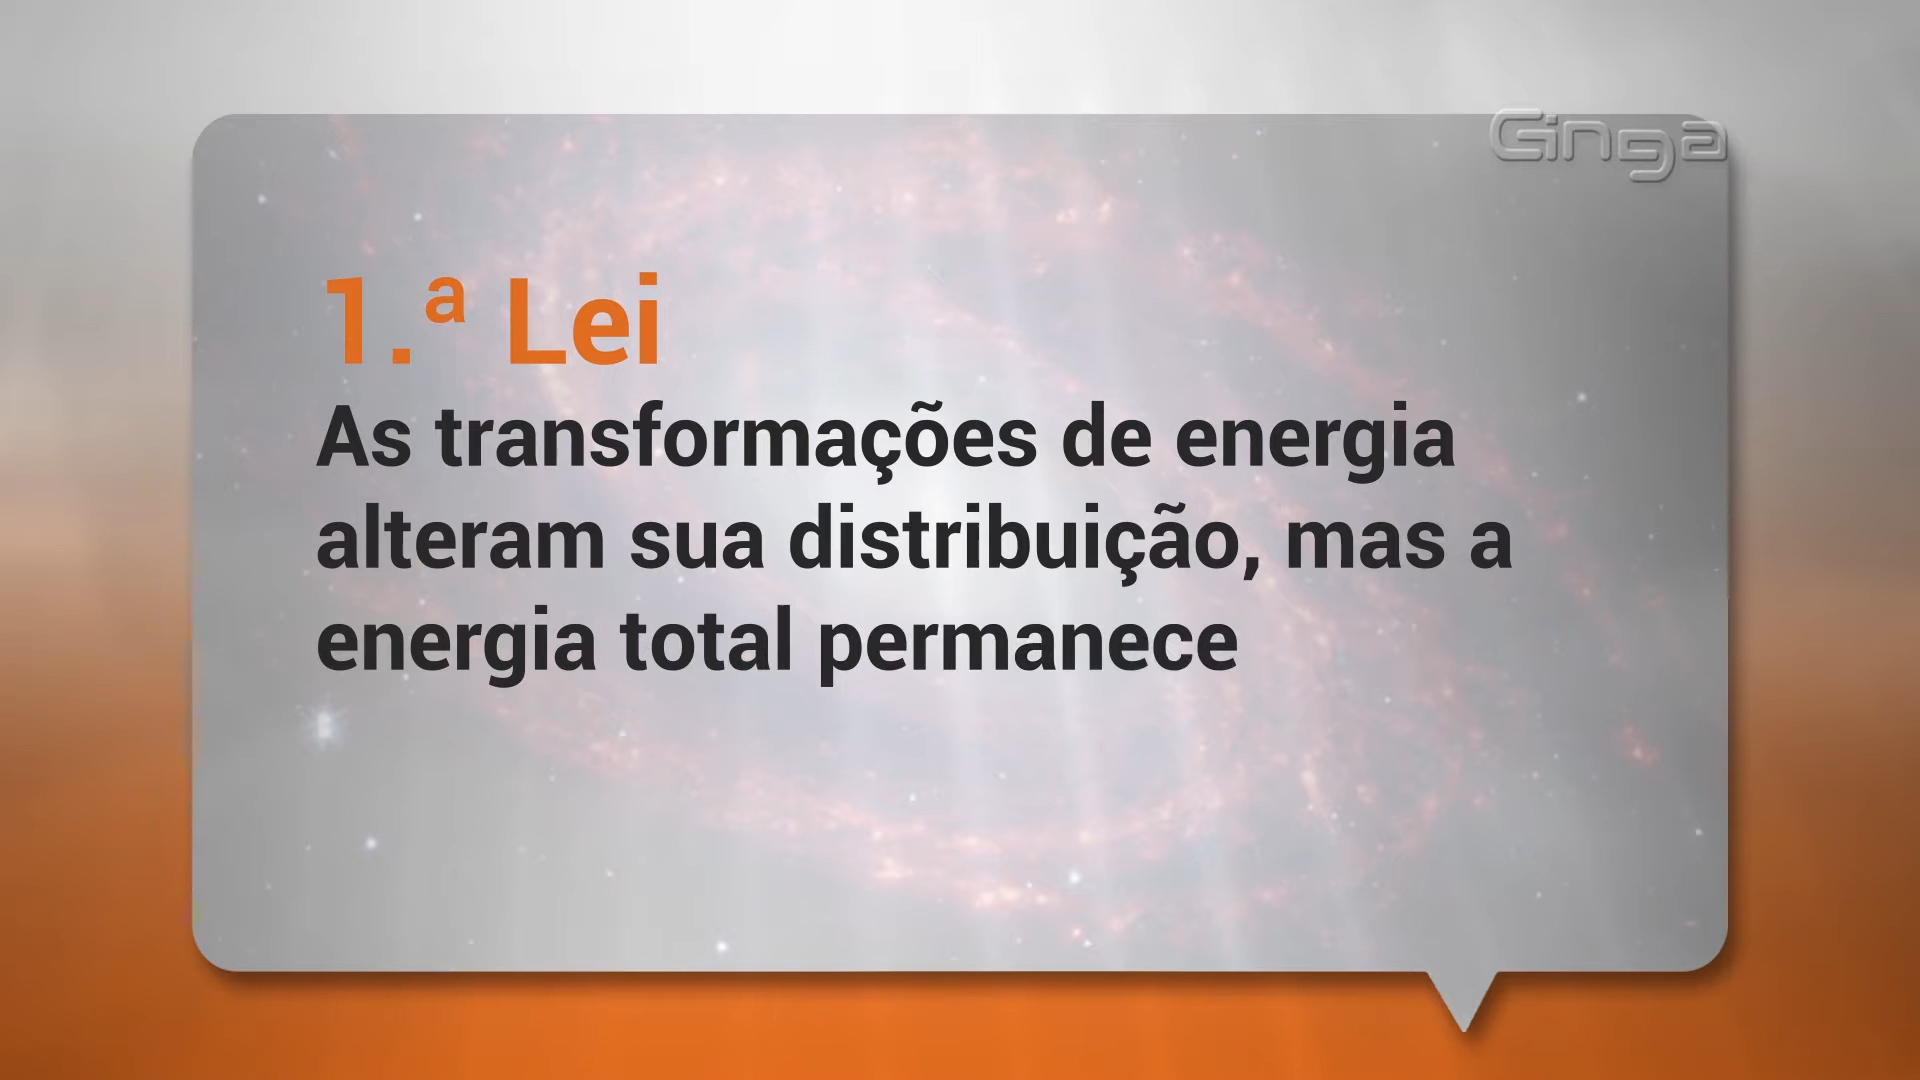 Ginga
1.ª Lei
As transformações de energia
alteram sua distribuição, mas a
energia total permanece